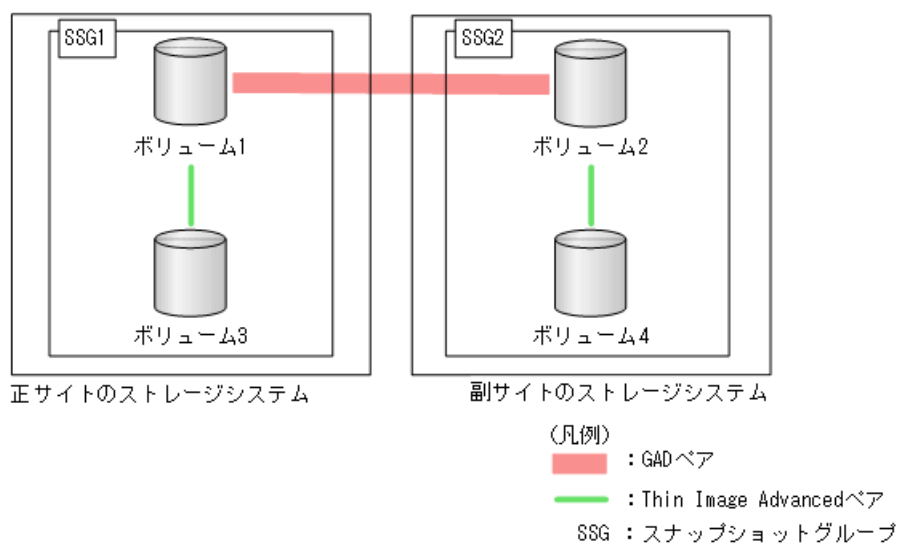 SSG1
SSG2
ボリューム1
ボリューム2
ボリューム3
ボリューム4
正サイトのストレージシステム
副サイトのストレージシステム
(凡例)
：GADペア
：Thin Image Advancedペア
SSG ：スナップショットグループ